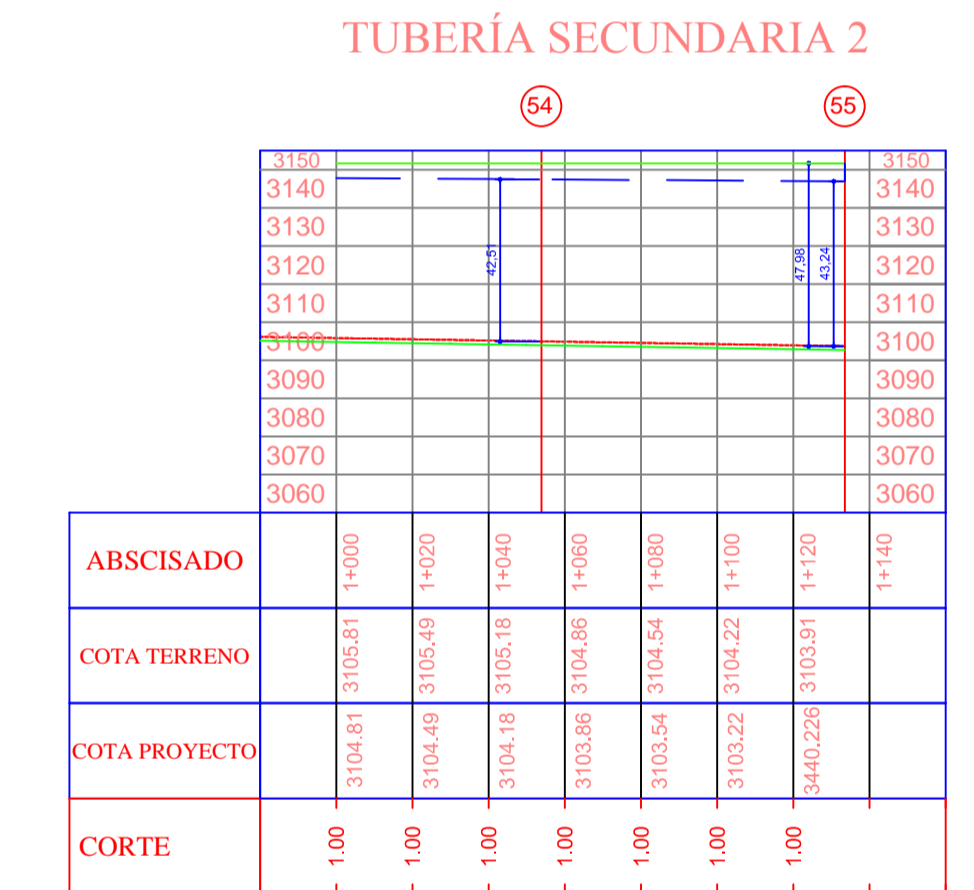 TUBERÍA SECUNDARIA 2
54 55
3150 3150
3140 3140
3130 3130
42,51 47,98 43,24
3120 3120
3110 3110
3100 3100
3090 3090
3080 3080
3070 3070
3060 3060
ABSCISADO 1+000 1+020 1+040 1+060 1+080 1+100 1+120 1+140
COTA TERRENO 3105.81 3105.49 3105.18 3104.86 3104.54 3104.22 3103.91
COTA PROYECTO 3104.81 3104.49 3104.18 3103.86 3103.54 3103.22 3440.226
CORTE 1.00 1.00 1.00 1.00 1.00 1.00 1.00